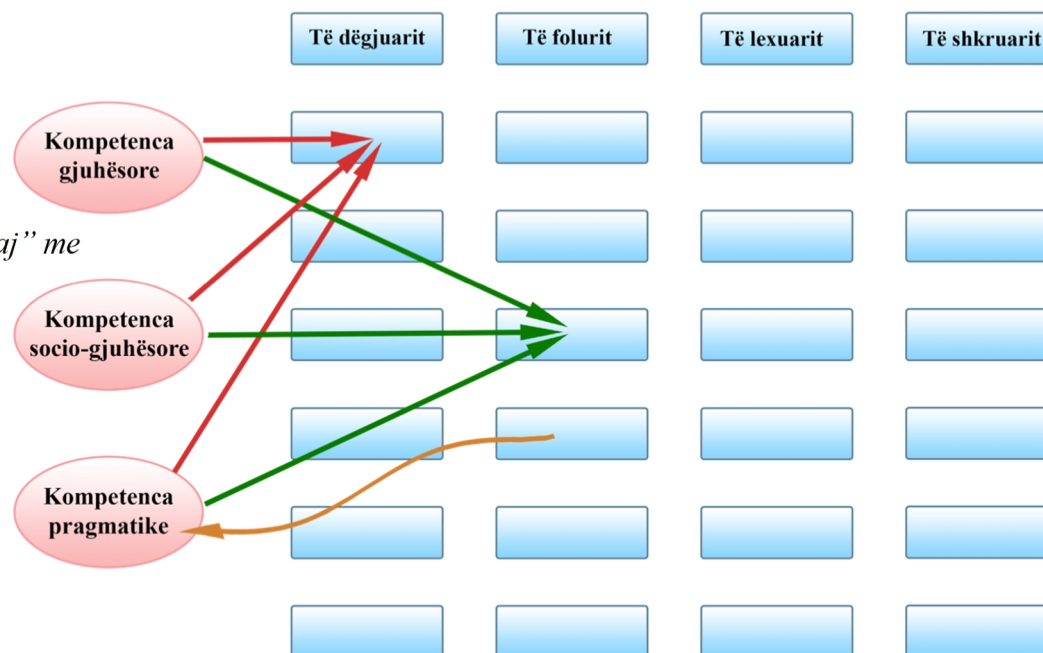 Të dëgjuarit
Të folurit
Të lexuarit
Të shkruarit
Kompetenca
gjuhësore
aj” me
Kompetenca
socio-gjuhësore
Kompetenca
pragmatike